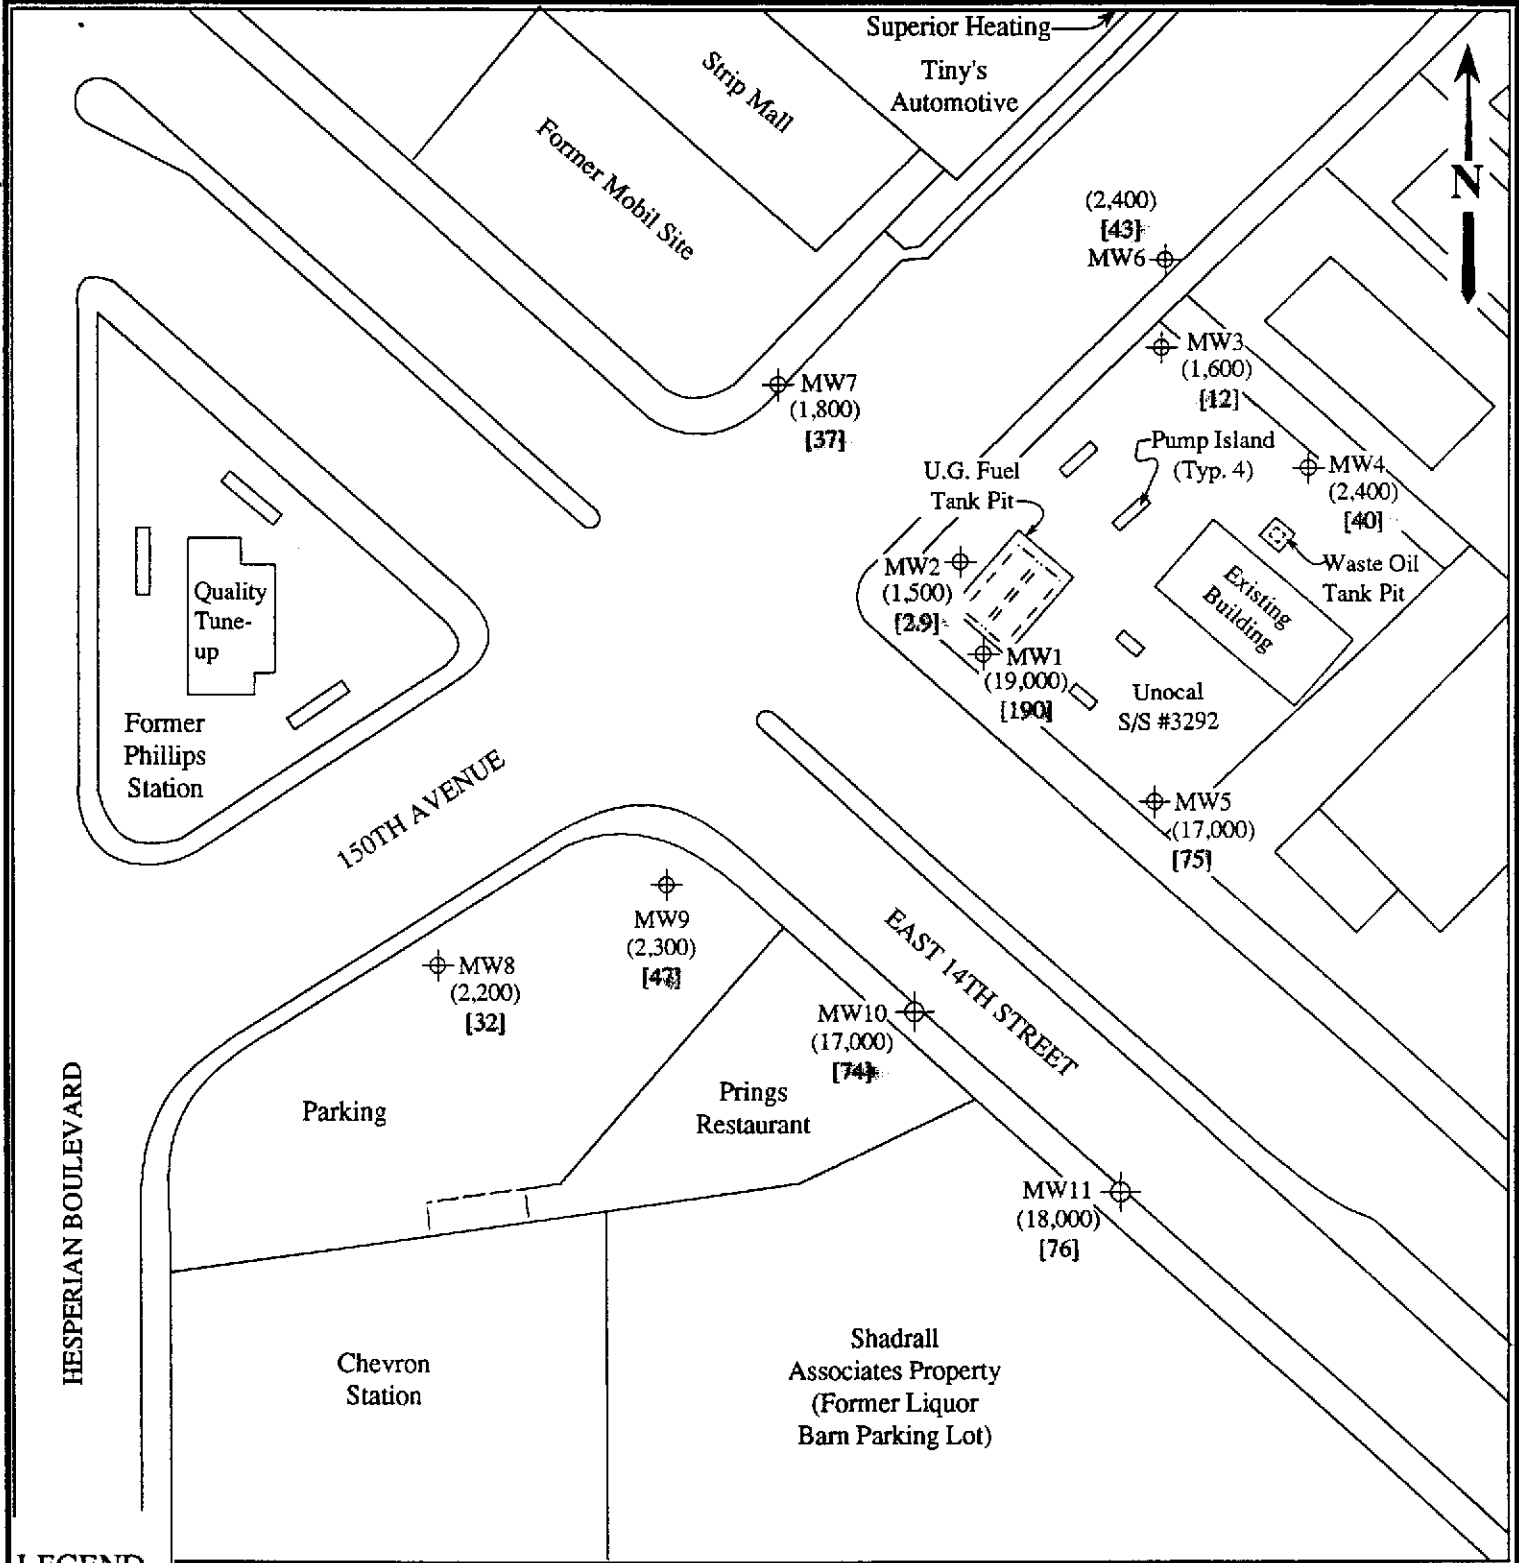 Superior Heating
Tiny's
Automotive
Strip Mall
Former Mobil Site
N
(2,400)
[43]
MW6
MW3
(1,600)
[12]
MW7
(1,800)
[37]
Pump Island
(Typ. 4)
MW4
(2,400)
[40]
U.G. Fuel
Tank Pit
MW2
(1,500)
[2.9]
Waste Oil
Tank Pit
Existing
Building
Quality
Tune-
up
MW1
(19,000)
[190]
Unocal
S/S #3292
Former
Phillips
Station
150TH AVENUE
MW5
(17,000)
[75]
MW9
(2,300)
[47]
MW8
(2,200)
[32]
EAST 14TH STREET
MW10
(17,000)
[74]
Parking
Prings
Restaurant
HESPERIAN BOULEVARD
MW11
(18,000)
[76]
Chevron
Station
Shadrall
Associates Property
(Former Liquor
Barn Parking Lot)
LEGEND